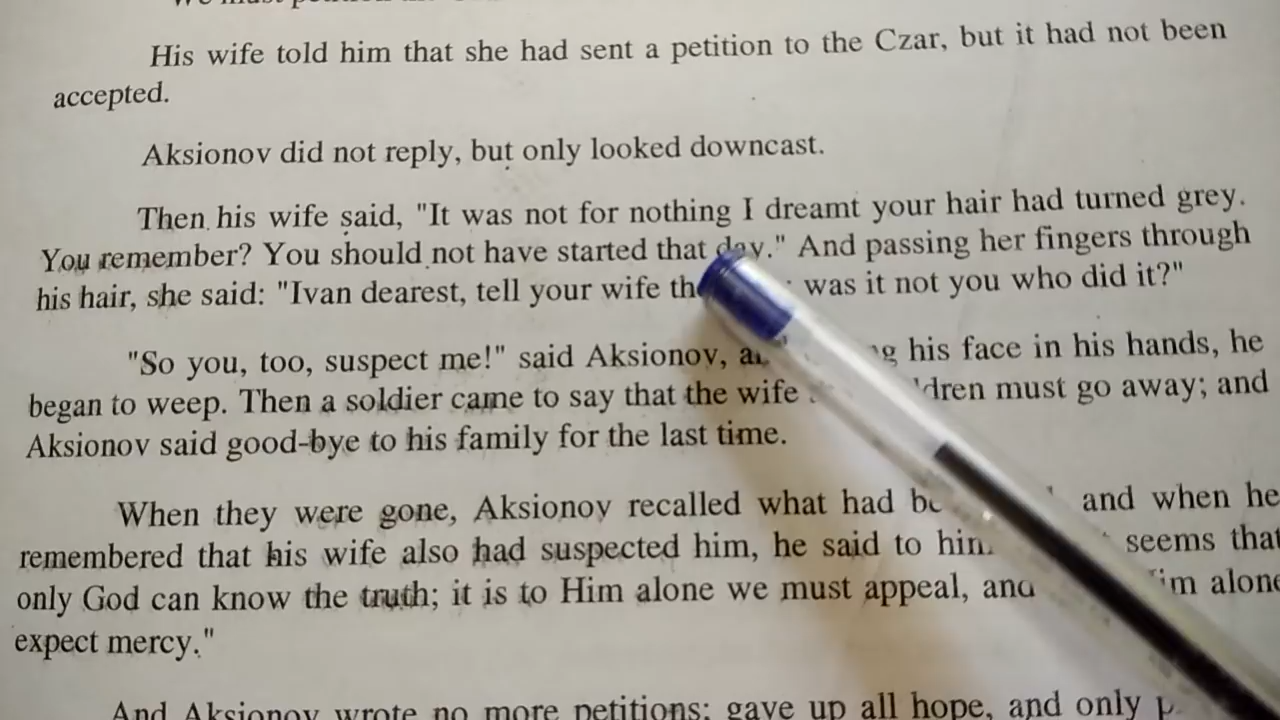 His wife told him that she had sent a petition to the Czar, but it had not been
accepted.
Aksionov did not reply, but only looked downcast.
Then his wife said, "It was not for nothing I dreamt your hair had turned grey.
You remember? You should not have started that day." And passing her fingers through
his hair, she said: "Ivan dearest, tell your wife was it not you who did it?"
"So you, too, suspect me!" said Aksionov, his face in his hands, he
began to weep. Then a soldier came to say that the wife must go away; and
Aksionov said good-bye to his family for the last time.
When they were gone, Aksionov recalled what had and when he
remembered that his wife also had suspected him, he said to seems that
only God can know the truth; it is to Him alone we must appeal, and alone
expect mercy."
And Aksionov wrote no more petitions; gave up all hope, and only